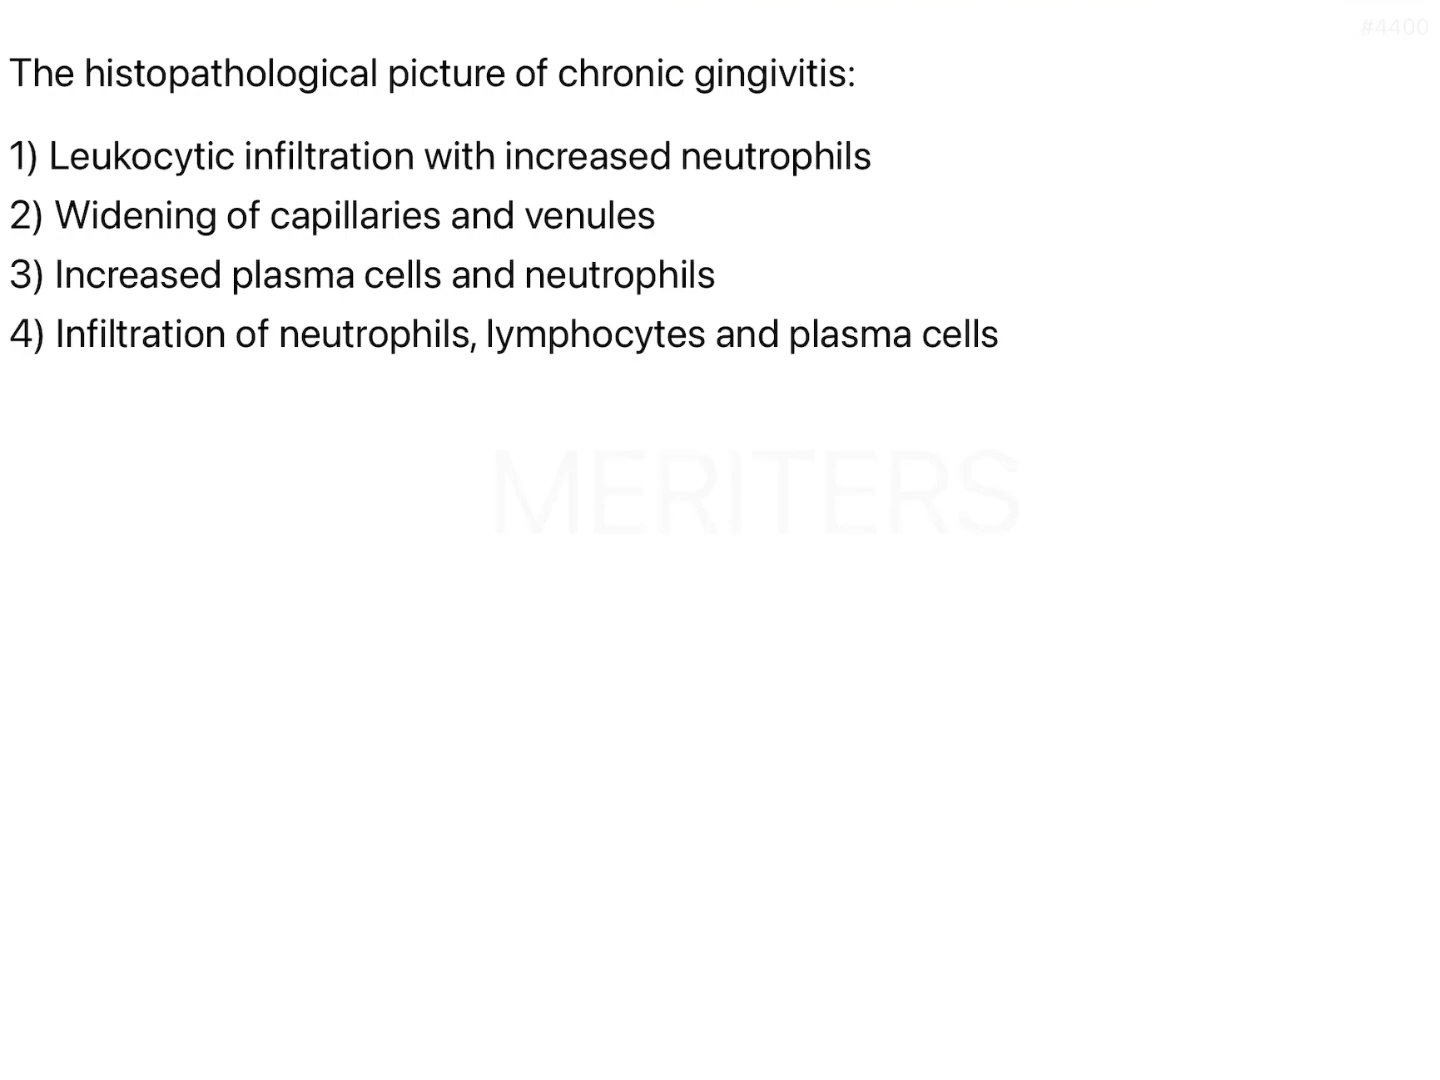 #4400
The histopathological picture of chronic gingivitis:
1) Leukocytic infiltration with increased neutrophils
2) Widening of capillaries and venules
3) Increased plasma cells and neutrophils
4) Infiltration of neutrophils, lymphocytes and plasma cells
MERITERS